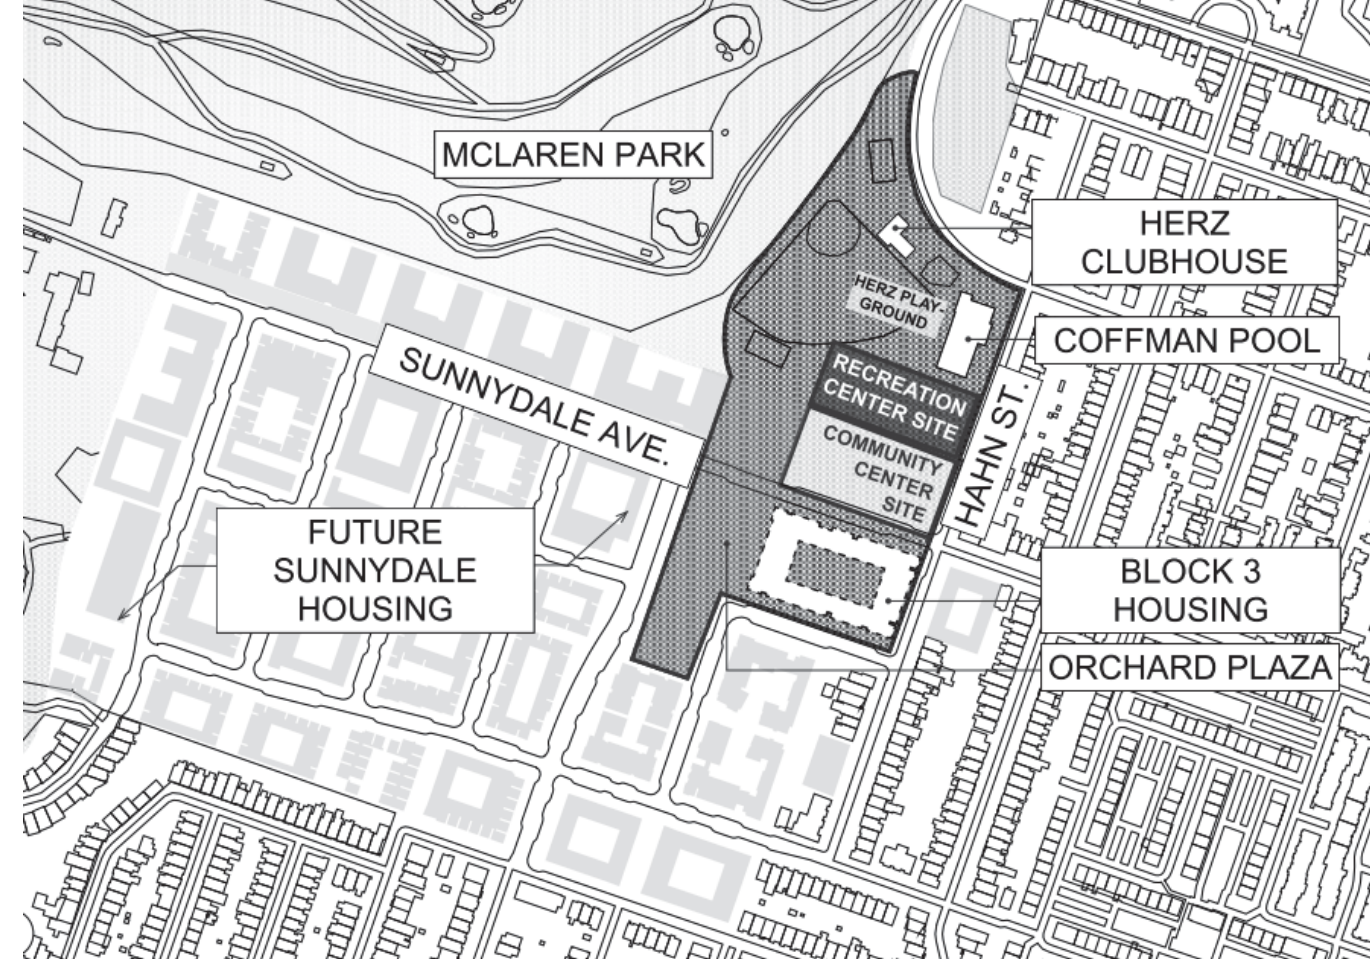 MCLAREN PARK
HERZ
CLUBHOUSE
HERZ PLAY-
GROUND
COFFMAN POOL
SUNNYDALE AVE.
RECREATION
CENTER SITE
COMMUNITY
CENTER
SITE
HAHN ST.
FUTURE
SUNNYDALE
HOUSING
BLOCK 3
HOUSING
ORCHARD PLAZA